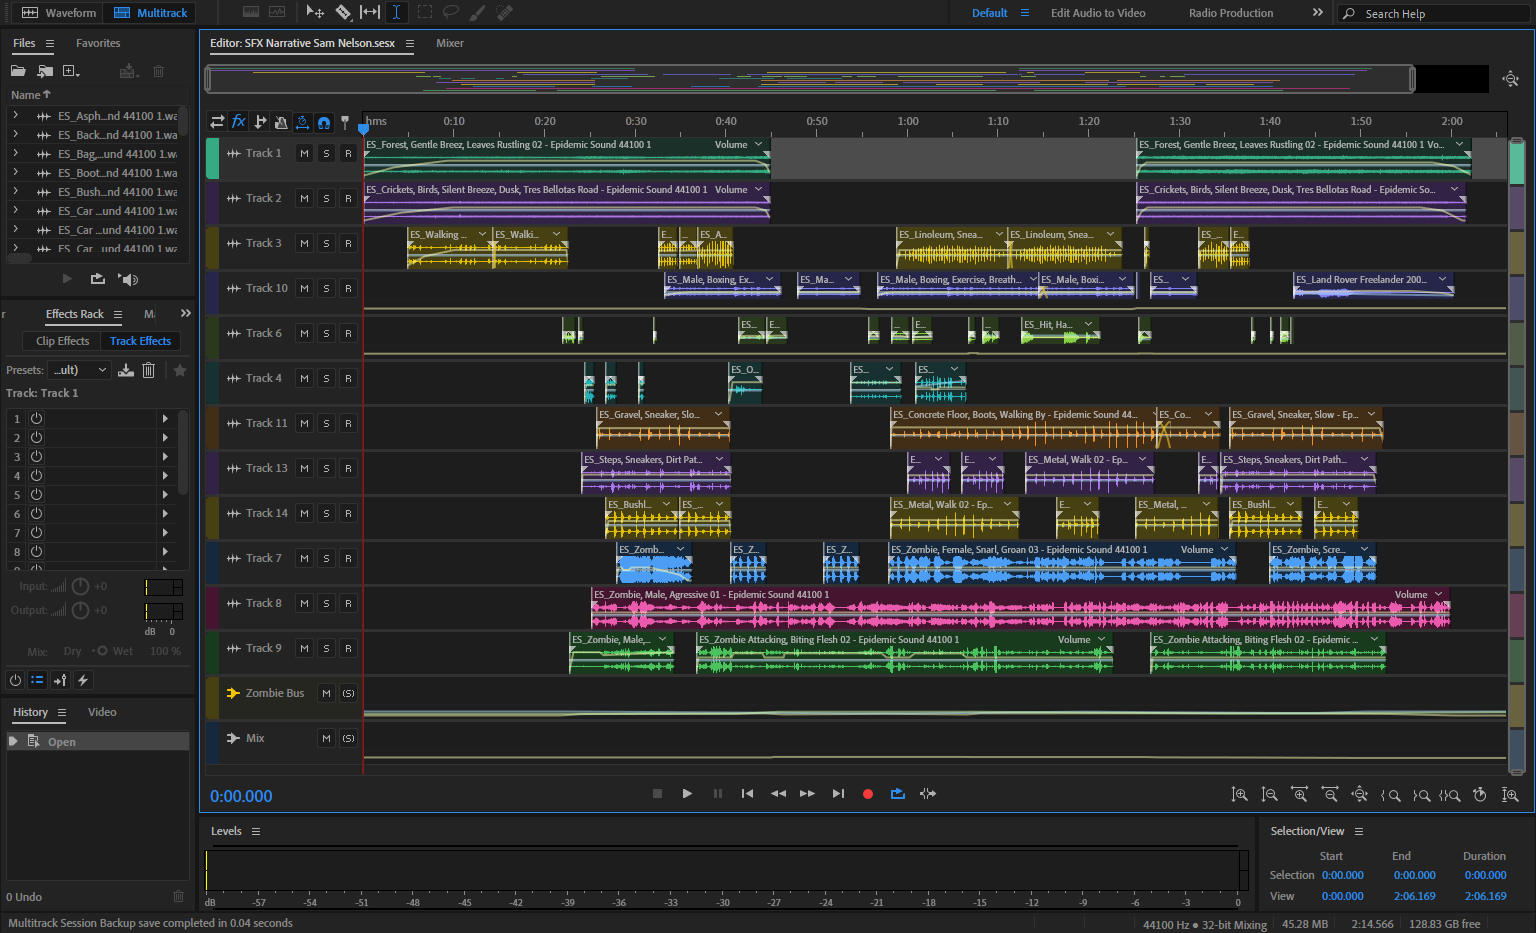 Waveform
Multitrack
Default
Edit Audio to Video
Radio Production
Search Help
Files
Favorites
Name
ES_Asph...nd 44100 1.wa
ES_Back...nd 44100 1.wa
ES_Bag,...und 44100 1.wa
ES_Boot...nd 44100 1.wa
ES_Bush...nd 44100 1.wa
ES_Car ...und 44100 1.wa
ES_Car ...und 44100 1.wa
ES_Car ...und 44100 1.wa
Effects Rack
Clip Effects
Track Effects
Presets:
...ult)
Track: Track 1
1
2
3
4
5
6
7
8
Input:
+0
Output:
+0
dB
0
Mix:
Dry
Wet
100 %
History
Video
Open
0 Undo
Editor: SFX Narrative Sam Nelson.sesx
Mixer
fx
hms
0:10
0:20
0:30
0:40
0:50
1:00
1:10
1:20
1:30
1:40
1:50
2:00
Track 1
M
S
R
ES_Forest, Gentle Breez, Leaves Rustling 02 - Epidemic Sound 44100 1
Volume
ES_Forest, Gentle Breez, Leaves Rustling 02 - Epidemic Sound 44100 1 Vo...
Track 2
M
S
R
ES_Crickets, Birds, Silent Breeze, Dusk, Tres Bellotas Road - Epidemic Sound 44100 1
Volume
ES_Crickets, Birds, Silent Breeze, Dusk, Tres Bellotas Road - Epidemic So...
Track 3
M
S
R
ES_Walking ...
ES_Walki...
E...
...
ES_A...
ES_Linoleum, Snea...
ES_Linoleum, Snea...
ES_...
E...
Track 10
M
S
R
ES_Male, Boxing, Ex...
ES_Ma...
ES_Male, Boxing, Exercise, Breath...
ES_Male, Boxi...
ES...
ES_Land Rover Freelander 200...
Track 6
M
S
R
ES...
E...
...
E...
...
ES_Hit, Ha...
Track 4
M
S
R
ES_O...
ES...
ES...
Track 11
M
S
R
ES_Gravel, Sneaker, Slo...
ES_Concrete Floor, Boots, Walking By - Epidemic Sound 44...
ES_Co...
ES_Gravel, Sneaker, Slow - Ep...
Track 13
M
S
R
ES_Steps, Sneakers, Dirt Pat...
E...
E...
ES_Metal, Walk 02 - Ep...
E...
ES_Steps, Sneakers, Dirt Path...
Track 14
M
S
R
ES_Bushl...
ES_...
ES_Metal, Walk 02 - Ep...
E...
ES_Metal, ...
ES_Bushl...
E...
Track 7
M
S
R
ES_Zomb...
ES_Z...
ES_Z...
ES_Zombie, Female, Snarl, Groan 03 - Epidemic Sound 44100 1
Volume
ES_Zombie, Scre...
Track 8
M
S
R
ES_Zombie, Male, Agressive 01 - Epidemic Sound 44100 1
Volume
Track 9
M
S
R
ES_Zombie, Male,...
ES_Zombie Attacking, Biting Flesh 02 - Epidemic Sound 44100 1
Volume
ES_Zombie Attacking, Biting Flesh 02 - Epidemic ...
Zombie Bus
M
(S)
Mix
M
(S)
0:00.000
Levels
dB
-57
-54
-51
-48
-45
-42
-39
-36
-33
-30
-27
-24
-21
-18
-15
-12
-9
-6
-3
0
Selection/View
Start
End
Duration
Selection
0:00.000
0:00.000
0:00.000
View
0:00.000
2:06.169
2:06.169
Multitrack Session Backup save completed in 0.04 seconds
44100 Hz ● 32-bit Mixing
45.28 MB
2:14.566
128.83 GB free